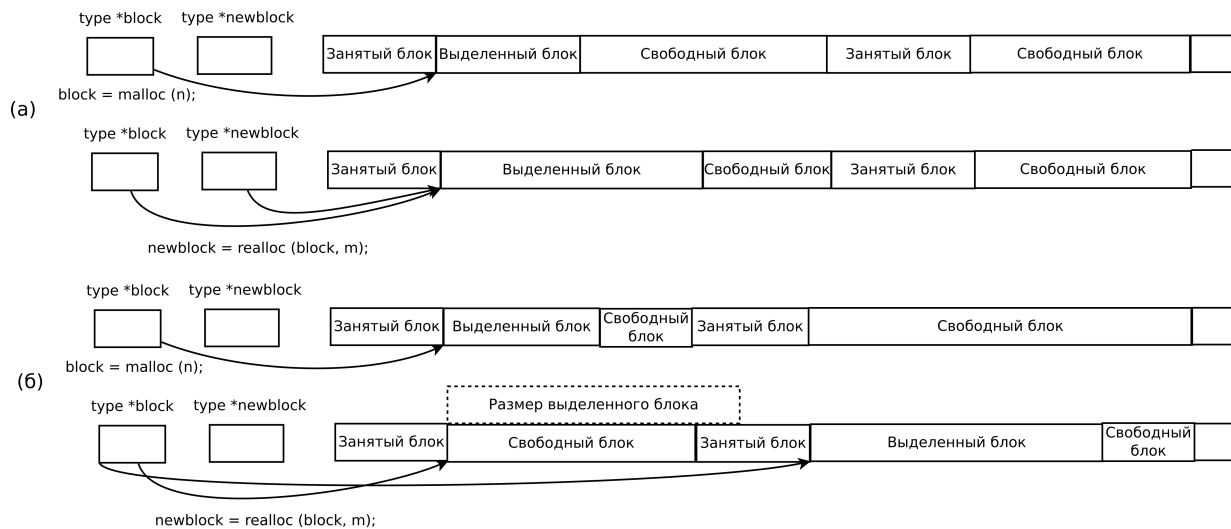 type *block type *newblock
Занятый блок Выделенный блок Свободный блок Занятый блок Свободный блок
block = malloc (n);
(а)
type *block type *newblock
Занятый блок Выделенный блок Свободный блок Занятый блок Свободный блок
newblock = realloc (block, m);
type *block type *newblock
Занятый блок Выделенный блок Свободный блок Занятый блок Свободный блок
block = malloc (n);
(б)
type *block type *newblock
Размер выделенного блока
Занятый блок Свободный блок Занятый блок Выделенный блок Свободный блок
newblock = realloc (block, m);